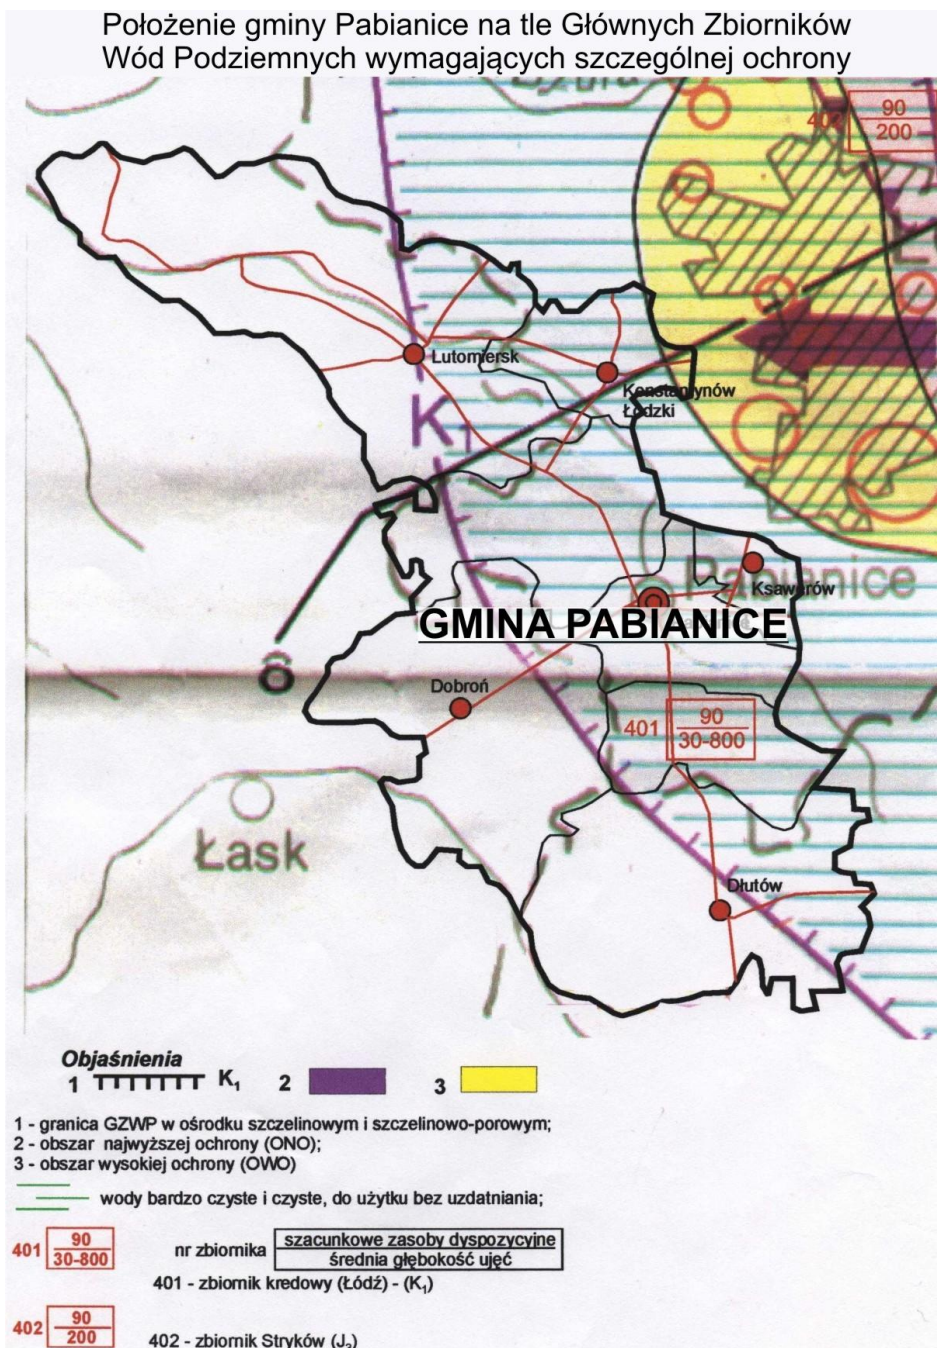 Położenie gminy Pabianice na tle Głównych Zbiorników
Wód Podziemnych wymagających szczególnej ochrony
402
90
200
Lutomiersk
Konstantynów
Łódzki
K1
Pabianice
Ksawerów
GMINA PABIANICE
Dobroń
401
90
30-800
Łask
Dłutów
Objaśnienia
1 K1 2 3
1 - granica GZWP w ośrodku szczelinowym i szczelinowo-porowym;
2 - obszar najwyższej ochrony (ONO);
3 - obszar wysokiej ochrony (OWO)
wody bardzo czyste i czyste, do użytku bez uzdatniania;
401 90 nr zbiornika szacunkowe zasoby dyspozycyjne
30-800 średnia głębokość ujęć
401 - zbiornik kredowy (Łódź) - (K1)
402 90
200 402 - zbiornik Stryków (J3)